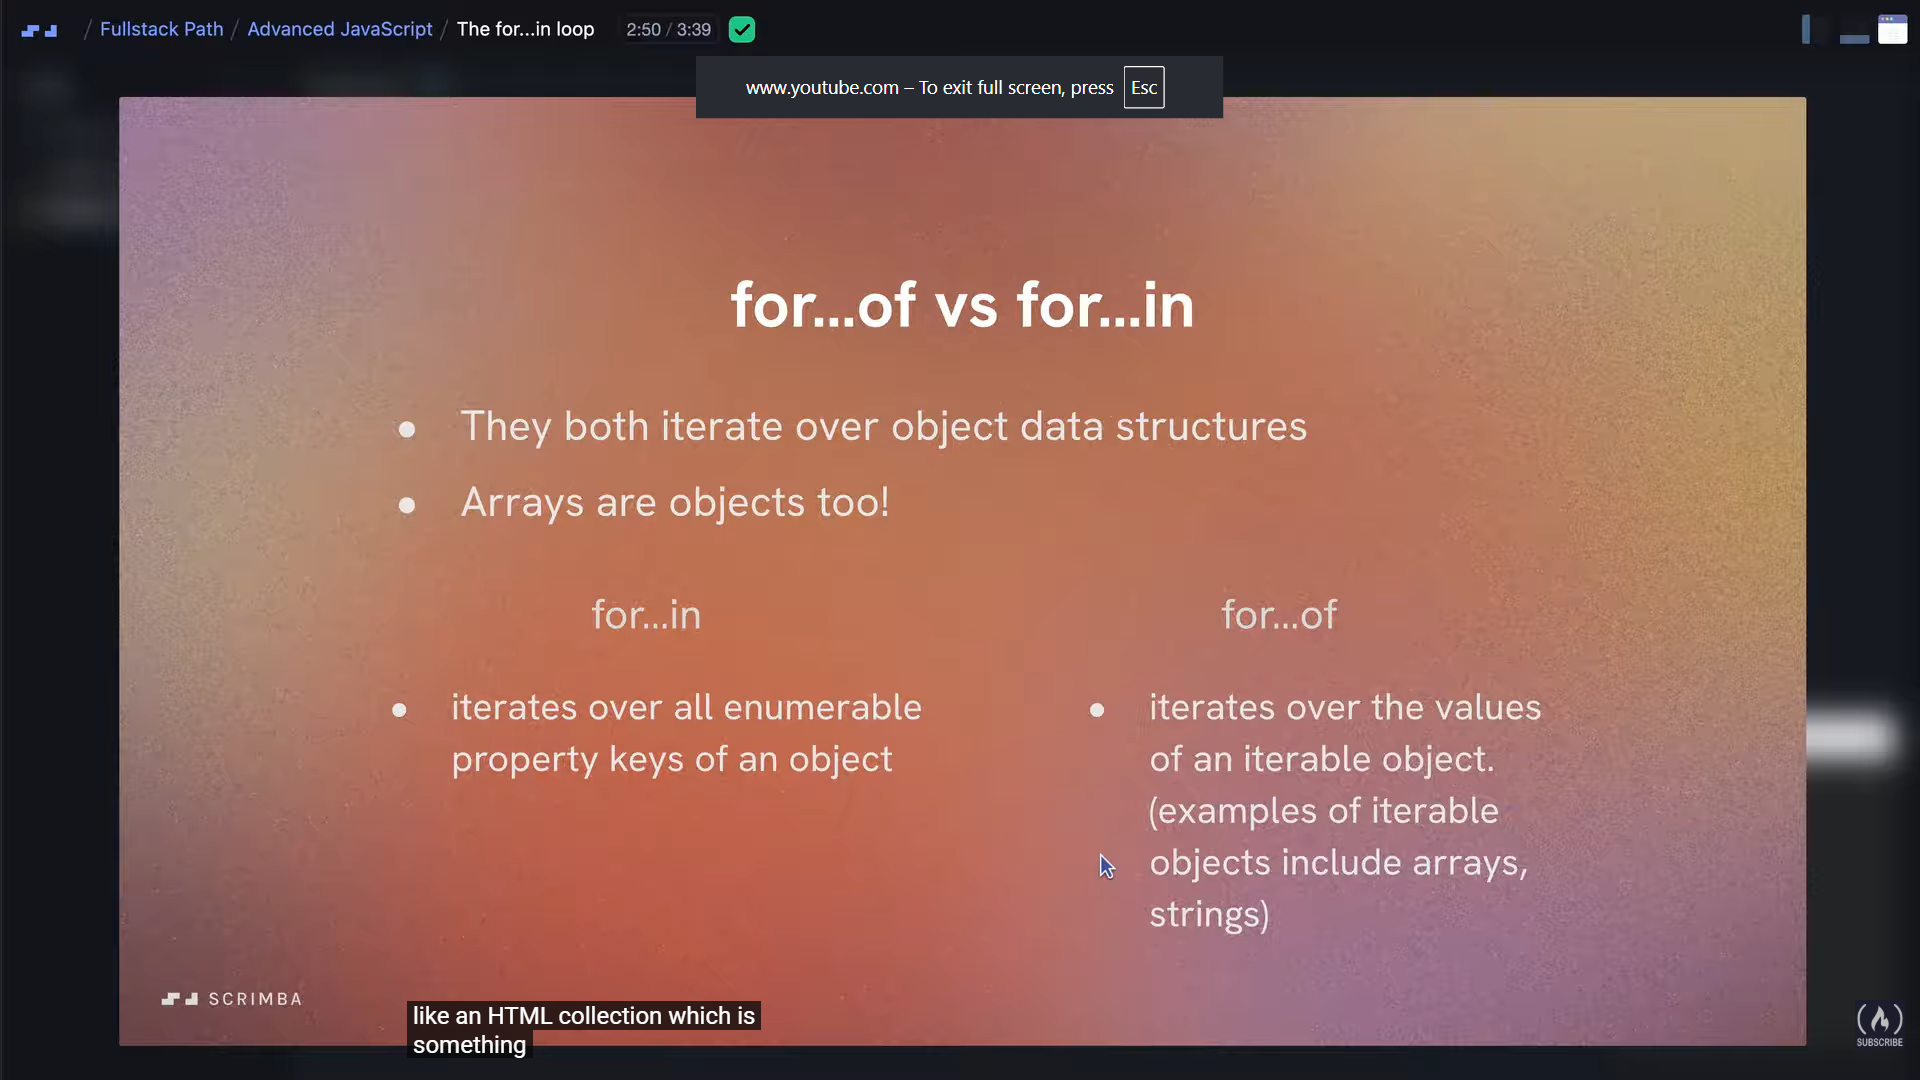 / Fullstack Path / Advanced JavaScript / The for...in loop 2:50 / 3:39
www.youtube.com – To exit full screen, press Esc
for...of vs for...in
• They both iterate over object data structures
• Arrays are objects too!
for...in
• iterates over all enumerable
property keys of an object
for...of
• iterates over the values
of an iterable object.
(examples of iterable
objects include arrays,
strings)
SCRIMBA
like an HTML collection which is
something
SUBSCRIBE